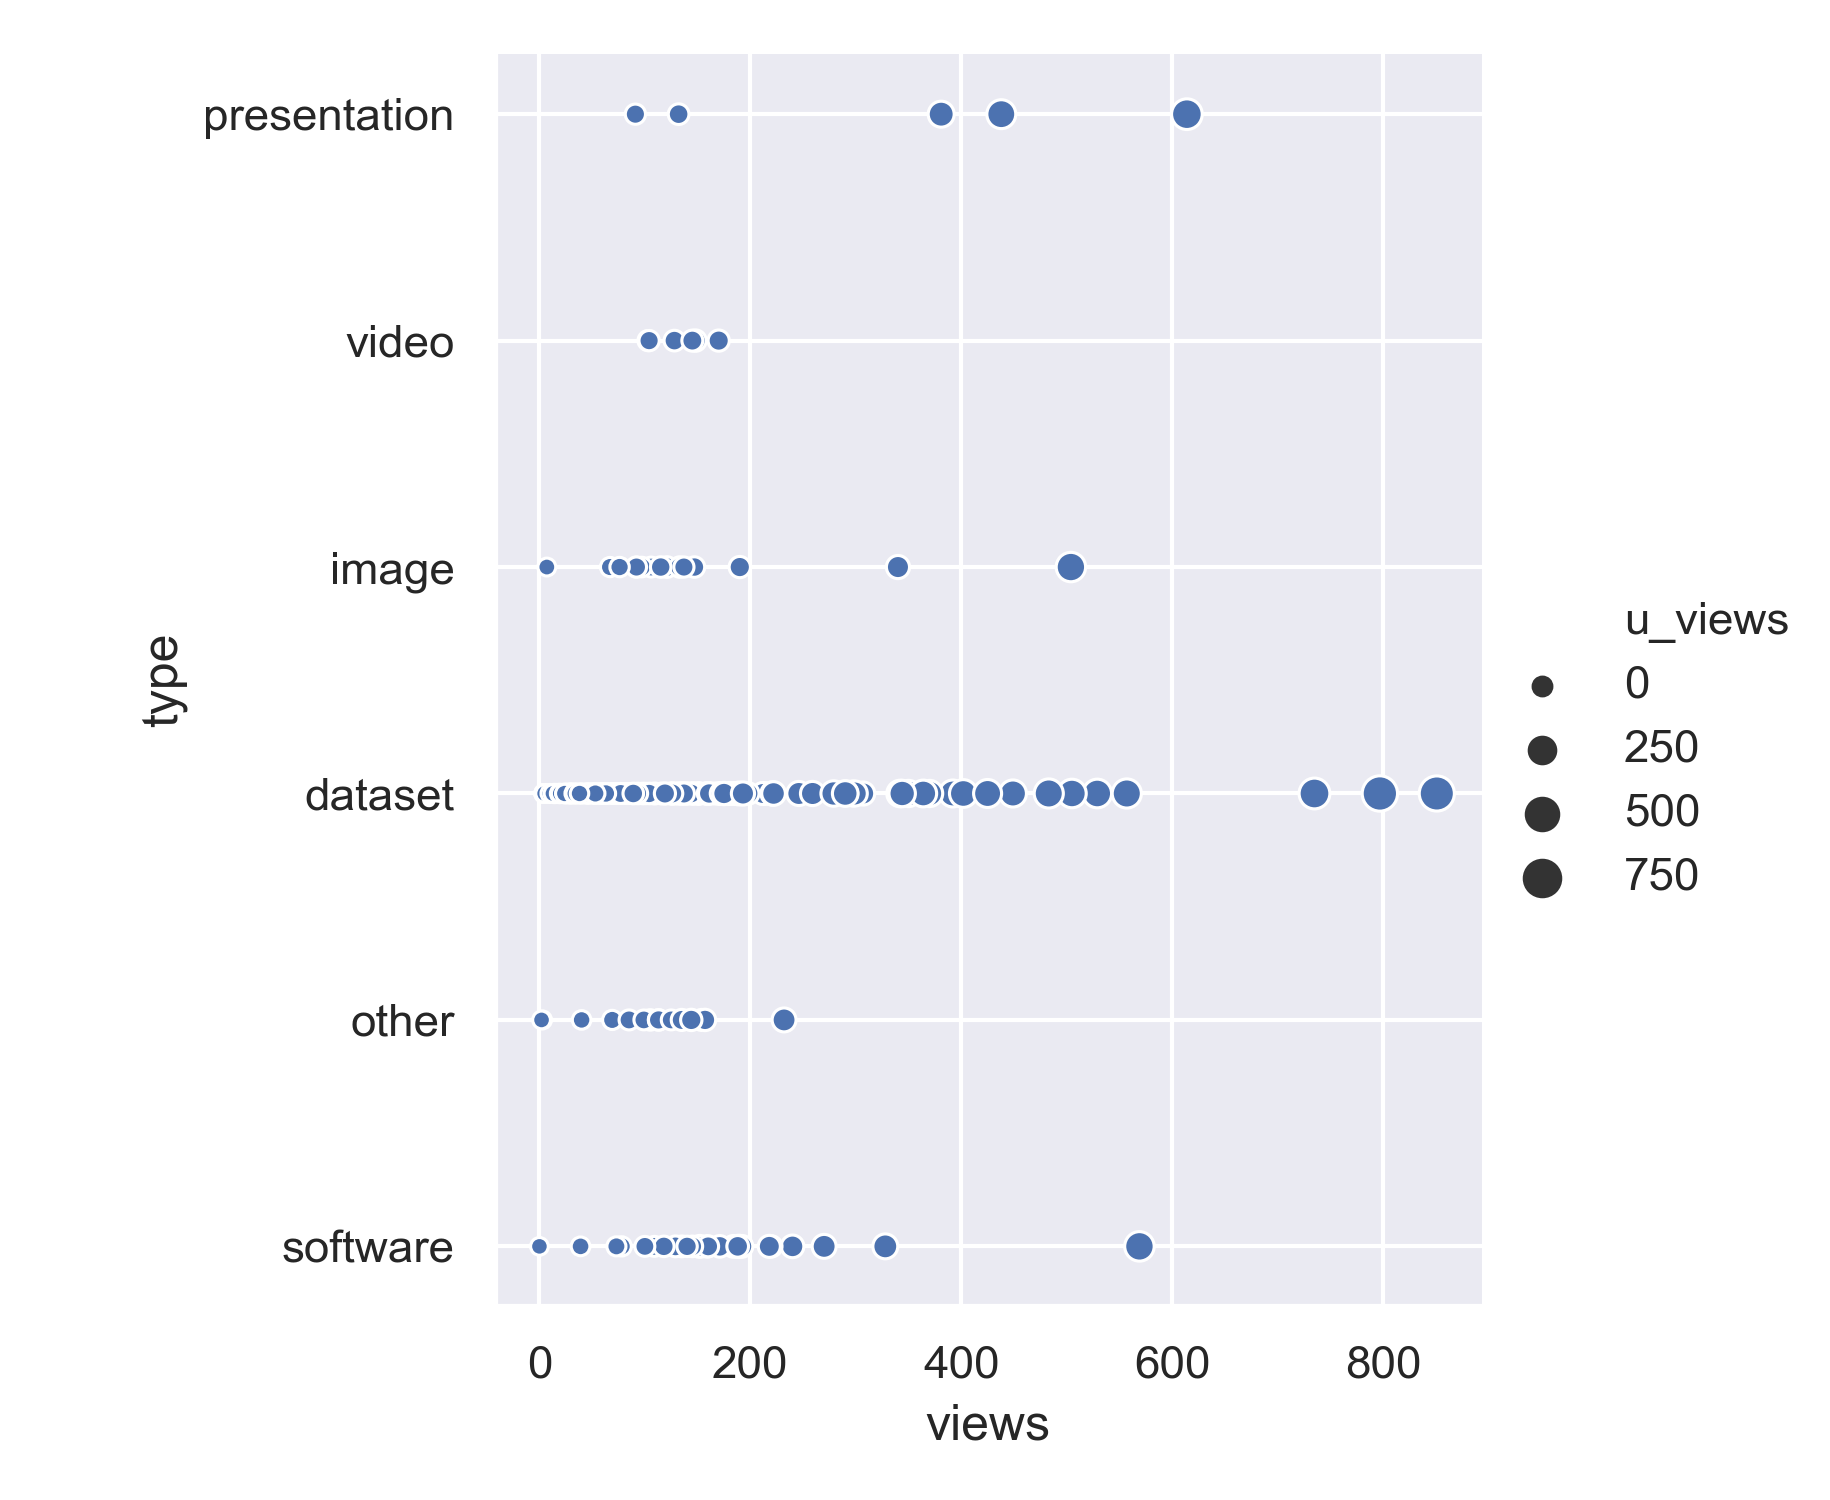 presentation
video
image
dataset
other
software
type
0
200
400
600
800
views
u_views
0
250
500
750